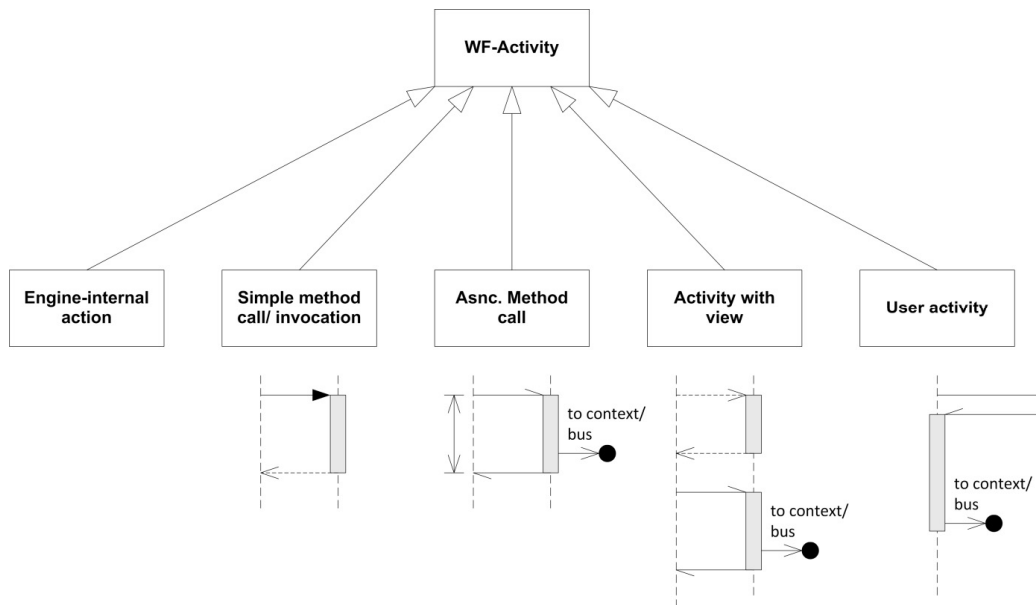 WF-Activity
Engine-internal
action
Simple method
call/ invocation
Asnc. Method
call
Activity with
view
User activity
to context/
bus
to context/
bus
to context/
bus